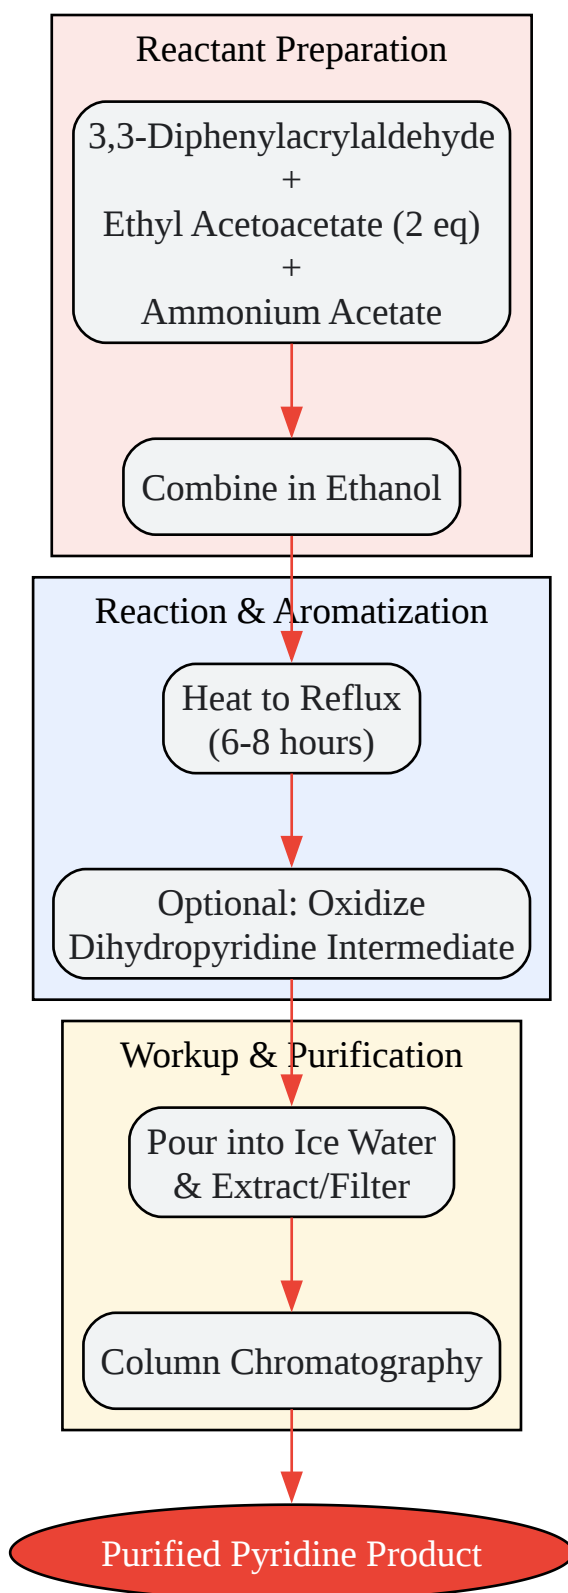 Reactant Preparation
3,3-Diphenylacrylaldehyde
+
Ethyl Acetoacetate (2 eq)
+
Ammonium Acetate
Combine in Ethanol
Reaction & Aromatization
Heat to Reflux
(6-8 hours)
Optional: Oxidize
Dihydropyridine Intermediate
Workup & Purification
Pour into Ice Water
& Extract/Filter
Column Chromatography
Purified Pyridine Product